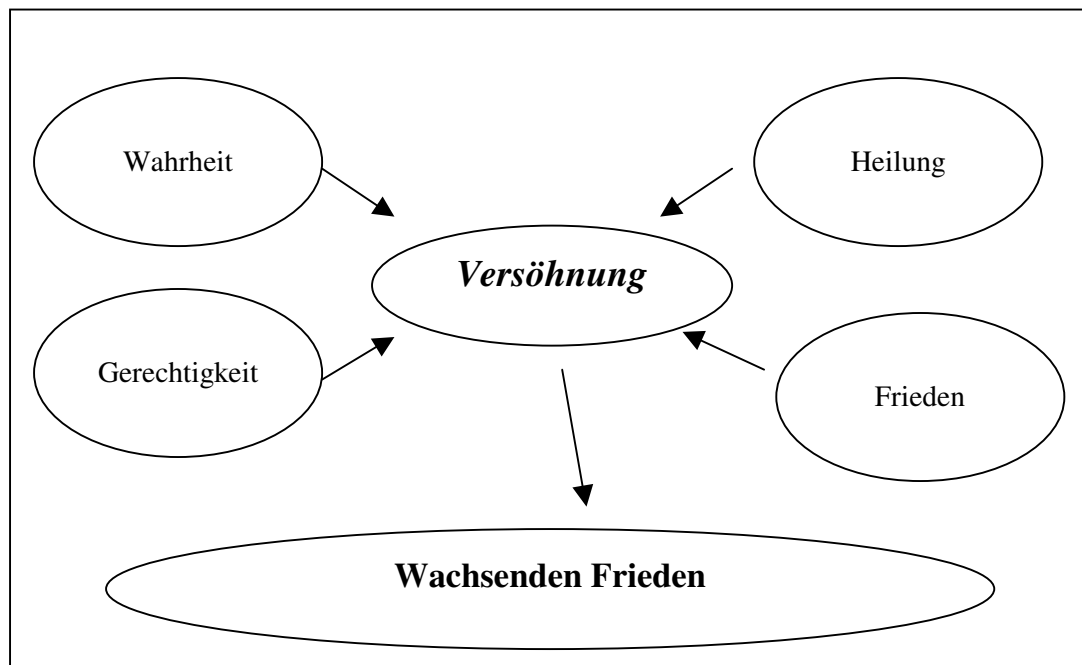 Wahrheit
Heilung
Versöhnung
Gerechtigkeit
Frieden
Wachsenden Frieden